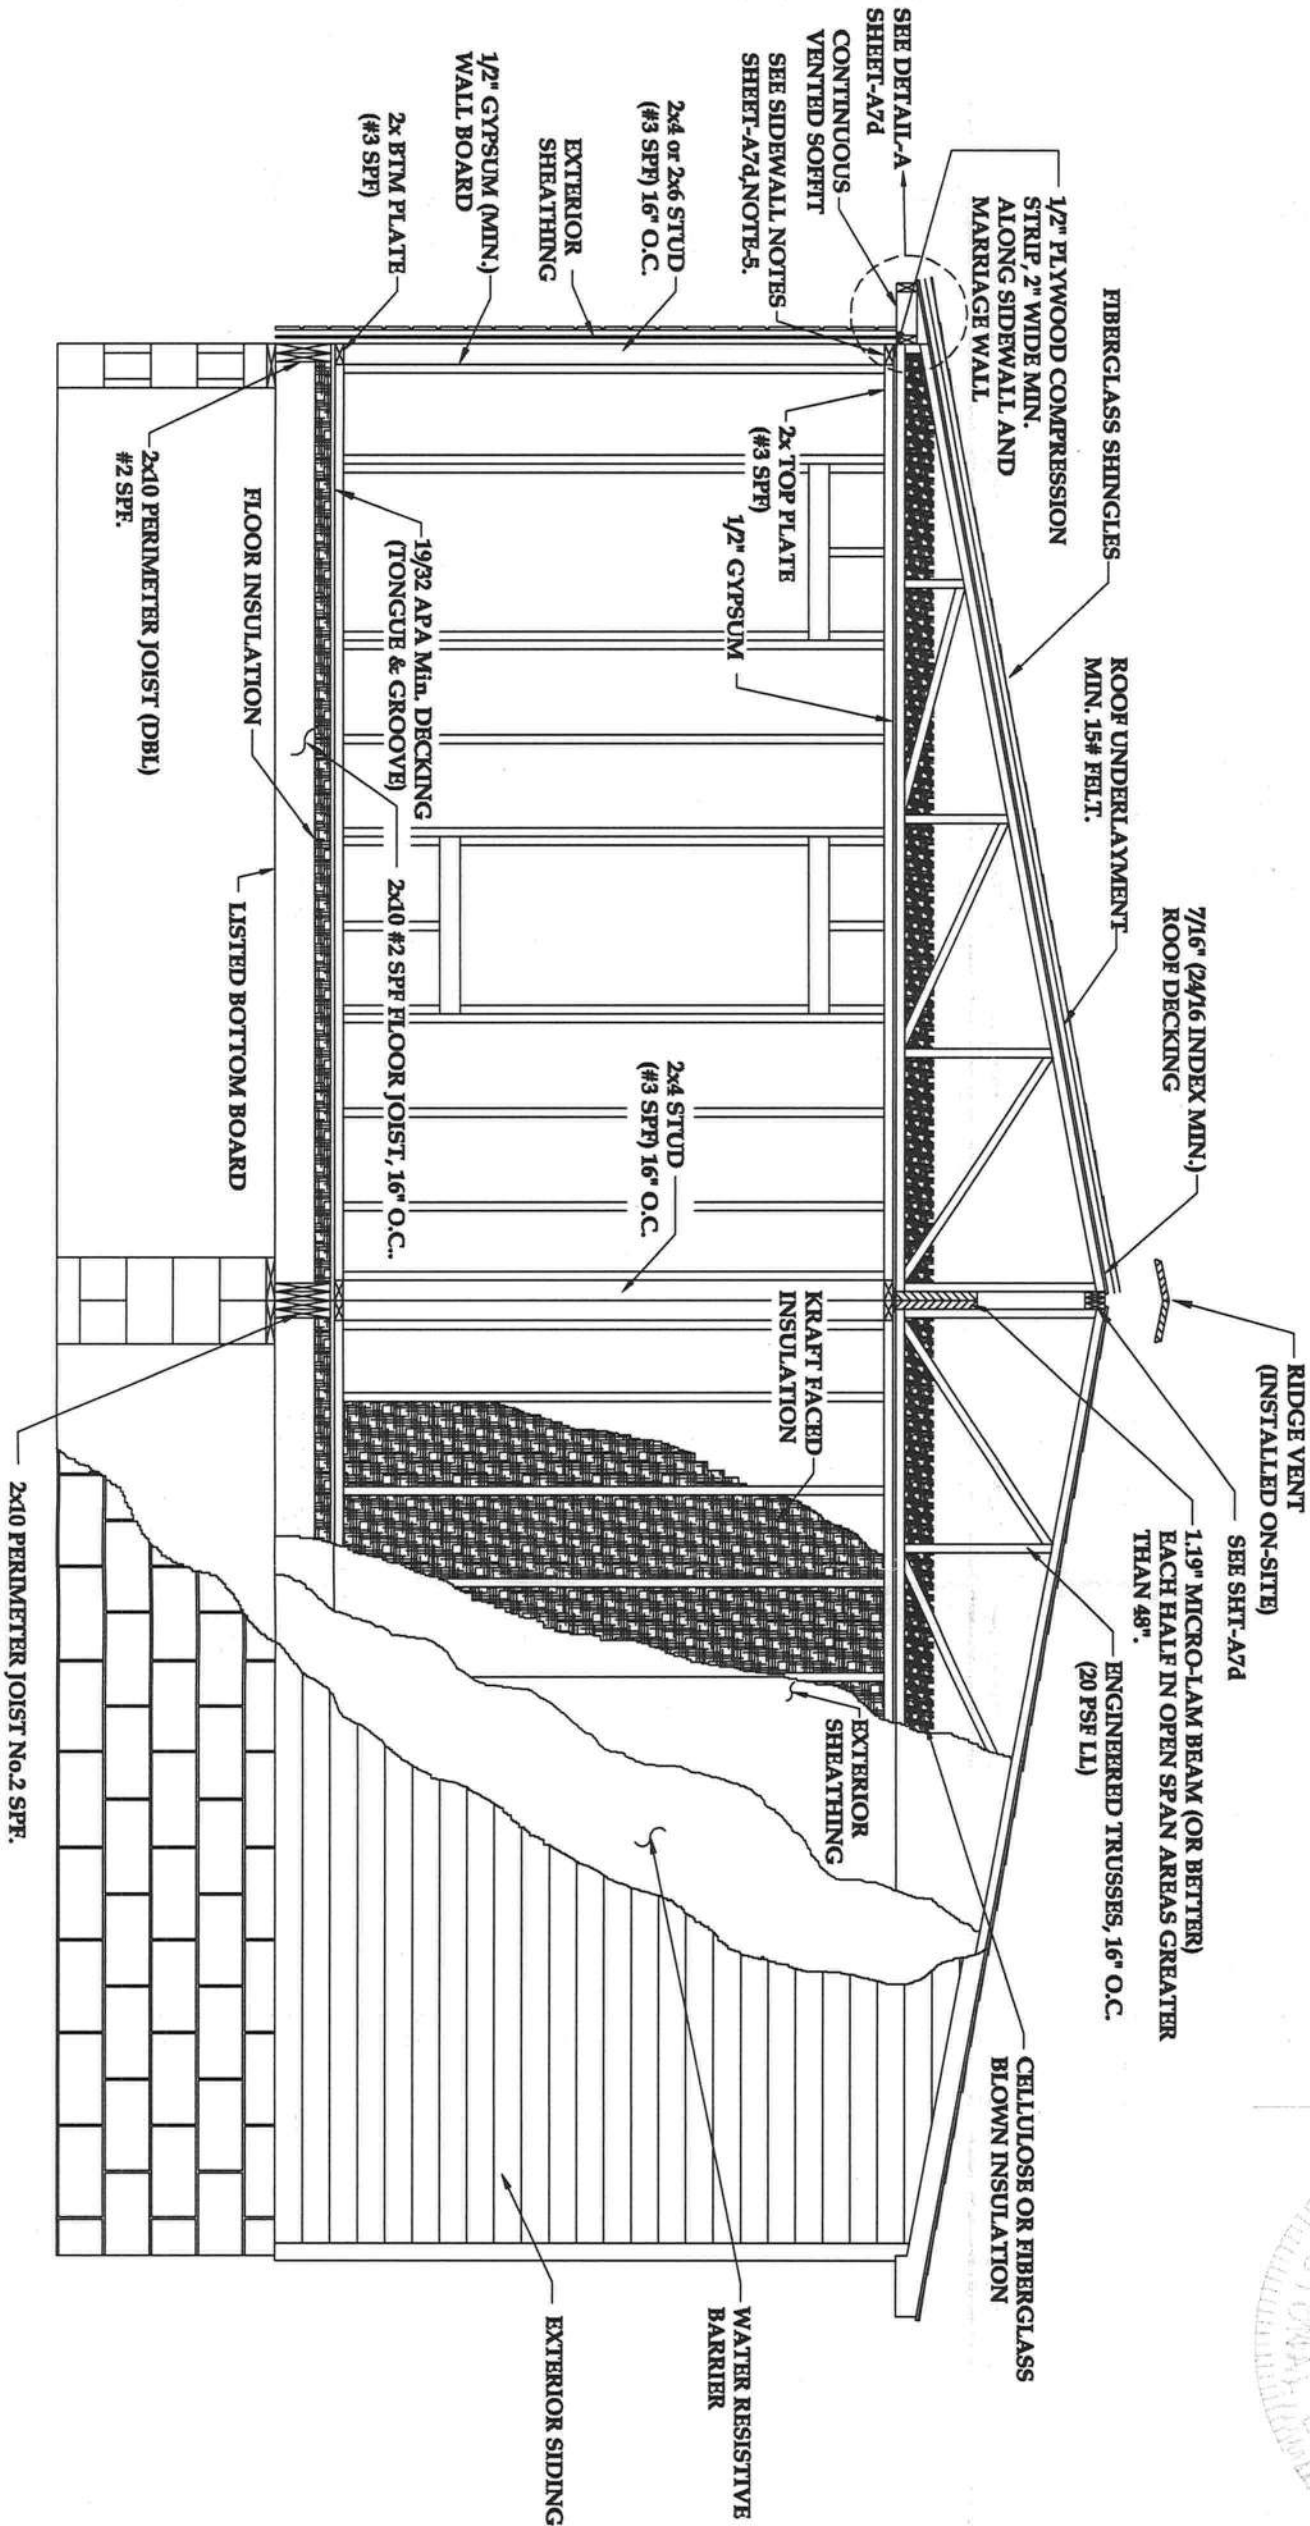 RIDGE VENT
(INSTALLED ON-SITE)
SEE SHT-A7d
1.19" MICRO-LAM BEAM (OR BETTER)
EACH HALF IN OPEN SPAN AREAS GREATER
THAN 48".
7/16" (24/16 INDEX MIN.)
ROOF DECKING
ROOF UNDERLAYMENT
MIN. 15# FELT.
FIBERGLASS SHINGLES
ENGINEERED TRUSSES, 16" O.C.
(20 PSF LL)
1/2" PLYWOOD COMPRESSION
STRIP, 2" WIDE MIN.
ALONG SIDEWALL AND
MARRIAGE WALL
CELLULOSE OR FIBERGLASS
BLOWN INSULATION
SEE DETAIL-A
SHEET-A7d
CONTINUOUS
VENTED SOFFIT
SEE SIDEWALL NOTES
SHEET-A7d,NOTE-5.
2x TOP PLATE
(#3 SPF)
1/2" GYPSUM
KRAFT FACED
INSULATION
EXTERIOR
SHEATHING
2x4 or 2x6 STUD
(#3 SPF) 16" O.C.
2x4 STUD
(#3 SPF) 16" O.C.
WATER RESISTIVE
BARRIER
EXTERIOR
SHEATHING
EXTERIOR SIDING
1/2" GYPSUM (MIN.)
WALL BOARD
2x BTM PLATE
(#3 SPF)
19/32 APA Min. DECKING
(TONGUE & GROOVE)
2x10 #2 SPF FLOOR JOIST, 16" O.C..
FLOOR INSULATION
LISTED BOTTOM BOARD
2x10 PERIMETER JOIST (DBL)
#2 SPF.
2x10 PERIMETER JOIST No.2 SPF.